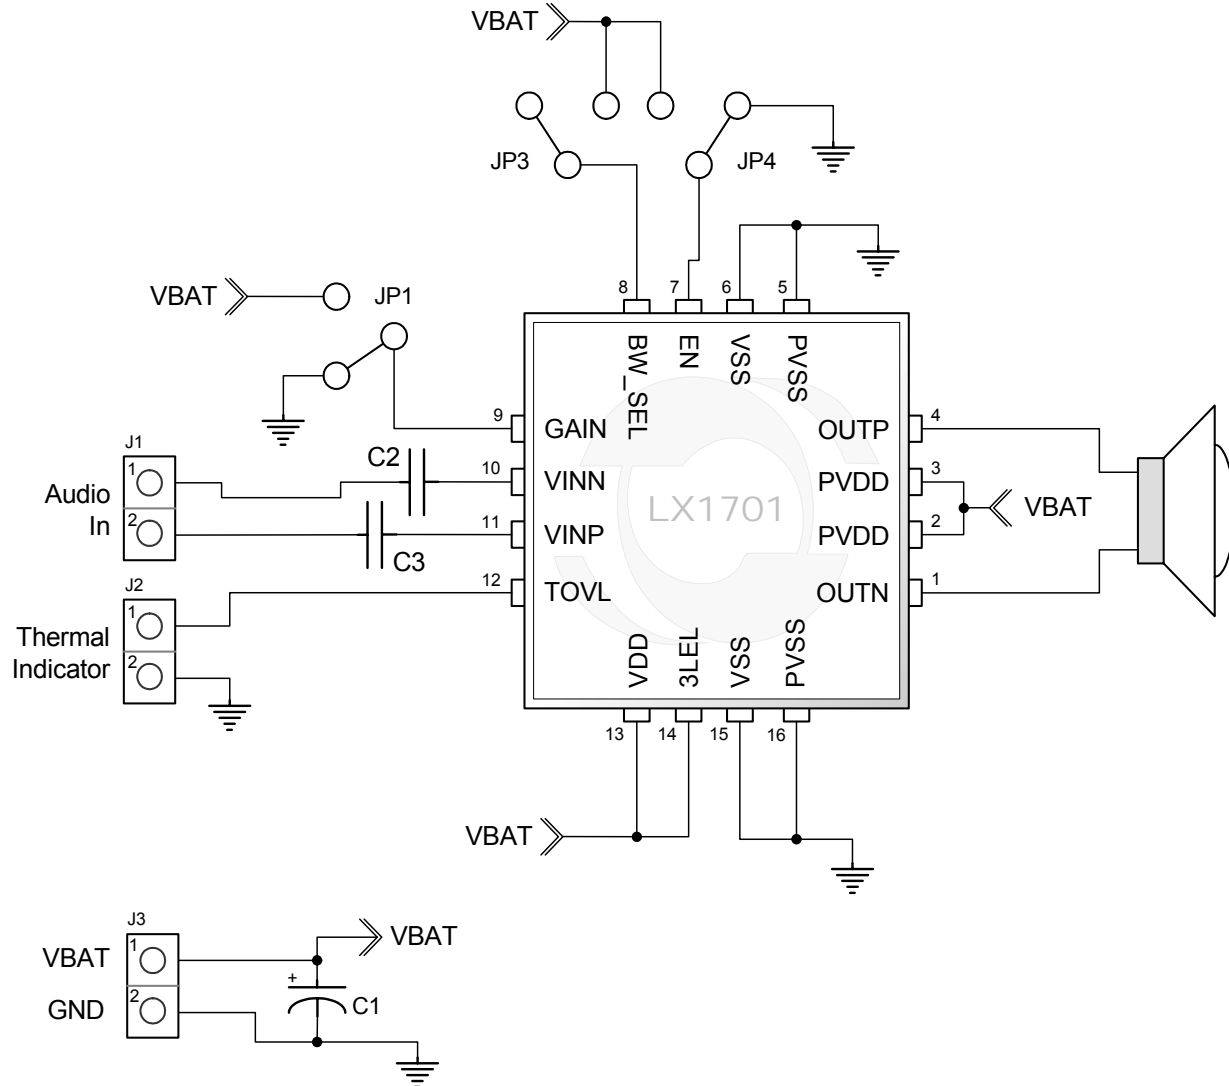 VBAT
JP3
JP4
8
7
6
5
VBAT
JP1
BW_SEL
EN
VSS
PVSS
9
GAIN
OUTP
4
J1
1
2
Audio
In
C2
10
VINN
PVDD
3
LX1701
VBAT
C3
11
VINP
PVDD
2
J2
1
2
Thermal
Indicator
12
TOVL
OUTN
1
VDD
3LEL
VSS
PVSS
13
14
15
16
VBAT
J3
VBAT
1
GND
2
VBAT
+
C1